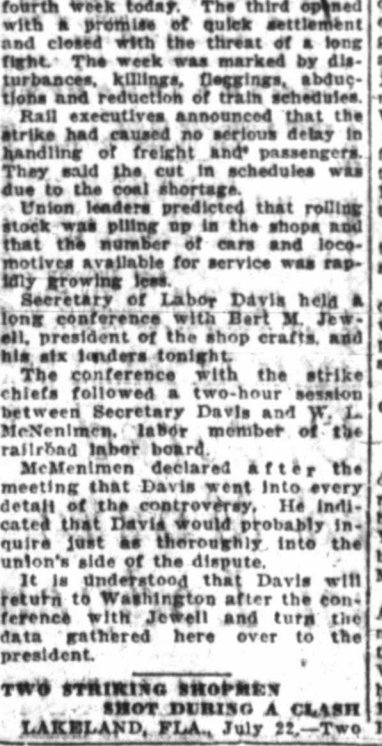 fourth week today. The third opened
with a promise of quick settlement
and closed with the threat of a long
fight. The week was marked by dis-
turbances, killings, floggings, abduc-
tions and reduction of train schedules.
Rail executives announced that the
strike had caused no serious delay in
handling of freight and passengers.
They said the cut in schedules was
due to the coal shortage.
Union leaders predicted that rolling
stock was piling up in the shops and
that the number of cars and loco-
motives available for service was rap-
idly growing less.
Secretary of Labor Davis held a
long conference with Bert M. Jew-
ell, president of the shop crafts, and
his six leaders tonight.
The conference with the strike
chiefs followed a two-hour session
between Secretary Davis and W. L.
McNenimen, labor member of the
railroad labor board.
McMenimen declared after the
meeting that Davis went into every
detail of the controversy. He indi-
cated that Davis would probably in-
quire just as thoroughly into the
union's side of the dispute.
It is understood that Davis will
return to Washington after the con-
ference with Jewell and turn the
data gathered here over to the
president.
TWO STRIKING SHOPMEN
SHOT DURING A CLASH
LAKELAND, FLA., July 22,—Two